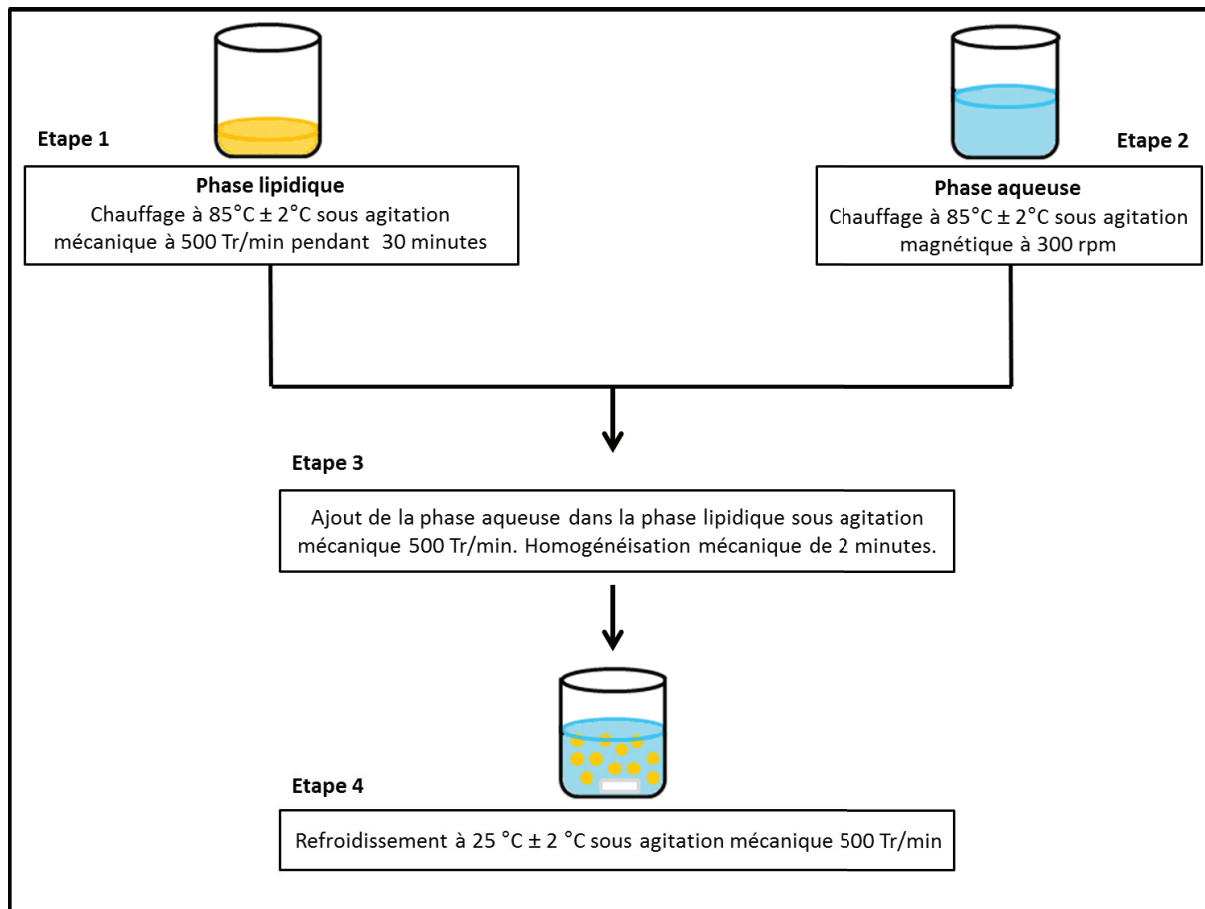 Etape 1
Phase lipidique
Chauffage à 85°C ± 2°C sous agitation
mécanique à 500 Tr/min pendant 30 minutes
Etape 2
Phase aqueuse
Chauffage à 85°C ± 2°C sous agitation
magnétique à 300 rpm
Etape 3
Ajout de la phase aqueuse dans la phase lipidique sous agitation
mécanique 500 Tr/min. Homogénéisation mécanique de 2 minutes.
Etape 4
Refroidissement à 25 °C ± 2 °C sous agitation mécanique 500 Tr/min